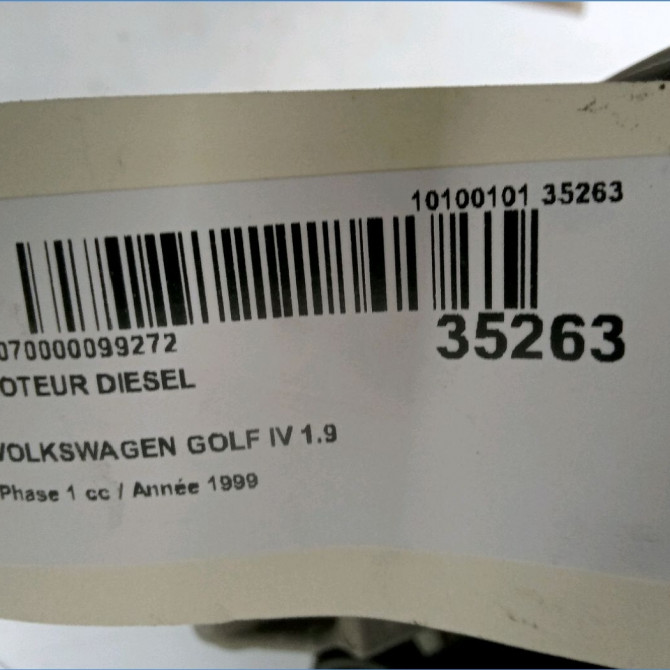 10100101 35263
070000099272
35263
OTEUR DIESEL
VOLKSWAGEN GOLF IV 1.9
Phase 1 cc / Année 1999